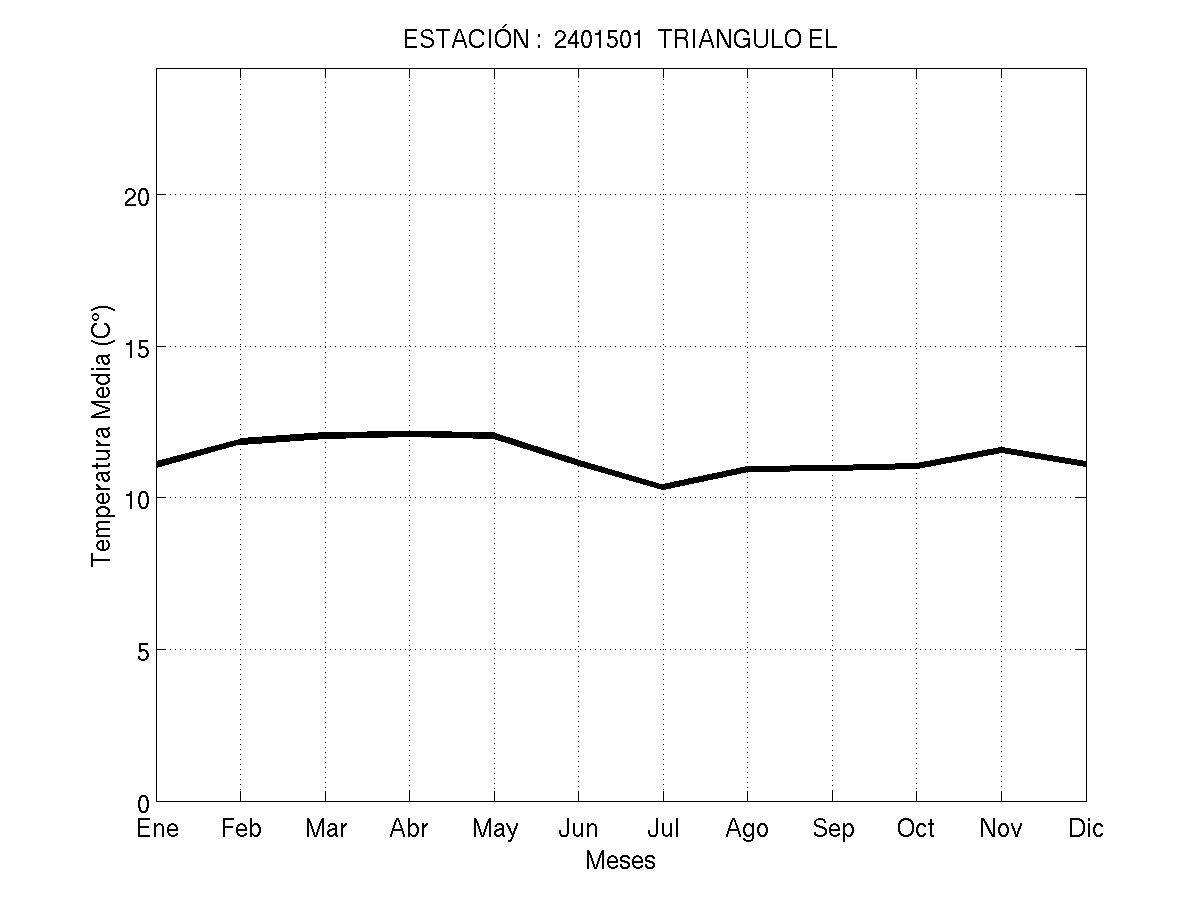 ESTACIÓN : 2401501 TRIANGULO EL
Temperatura Media (C°)
20
15
10
5
0
Ene Feb Mar Abr May Jun Jul Ago Sep Oct Nov Dic
Meses